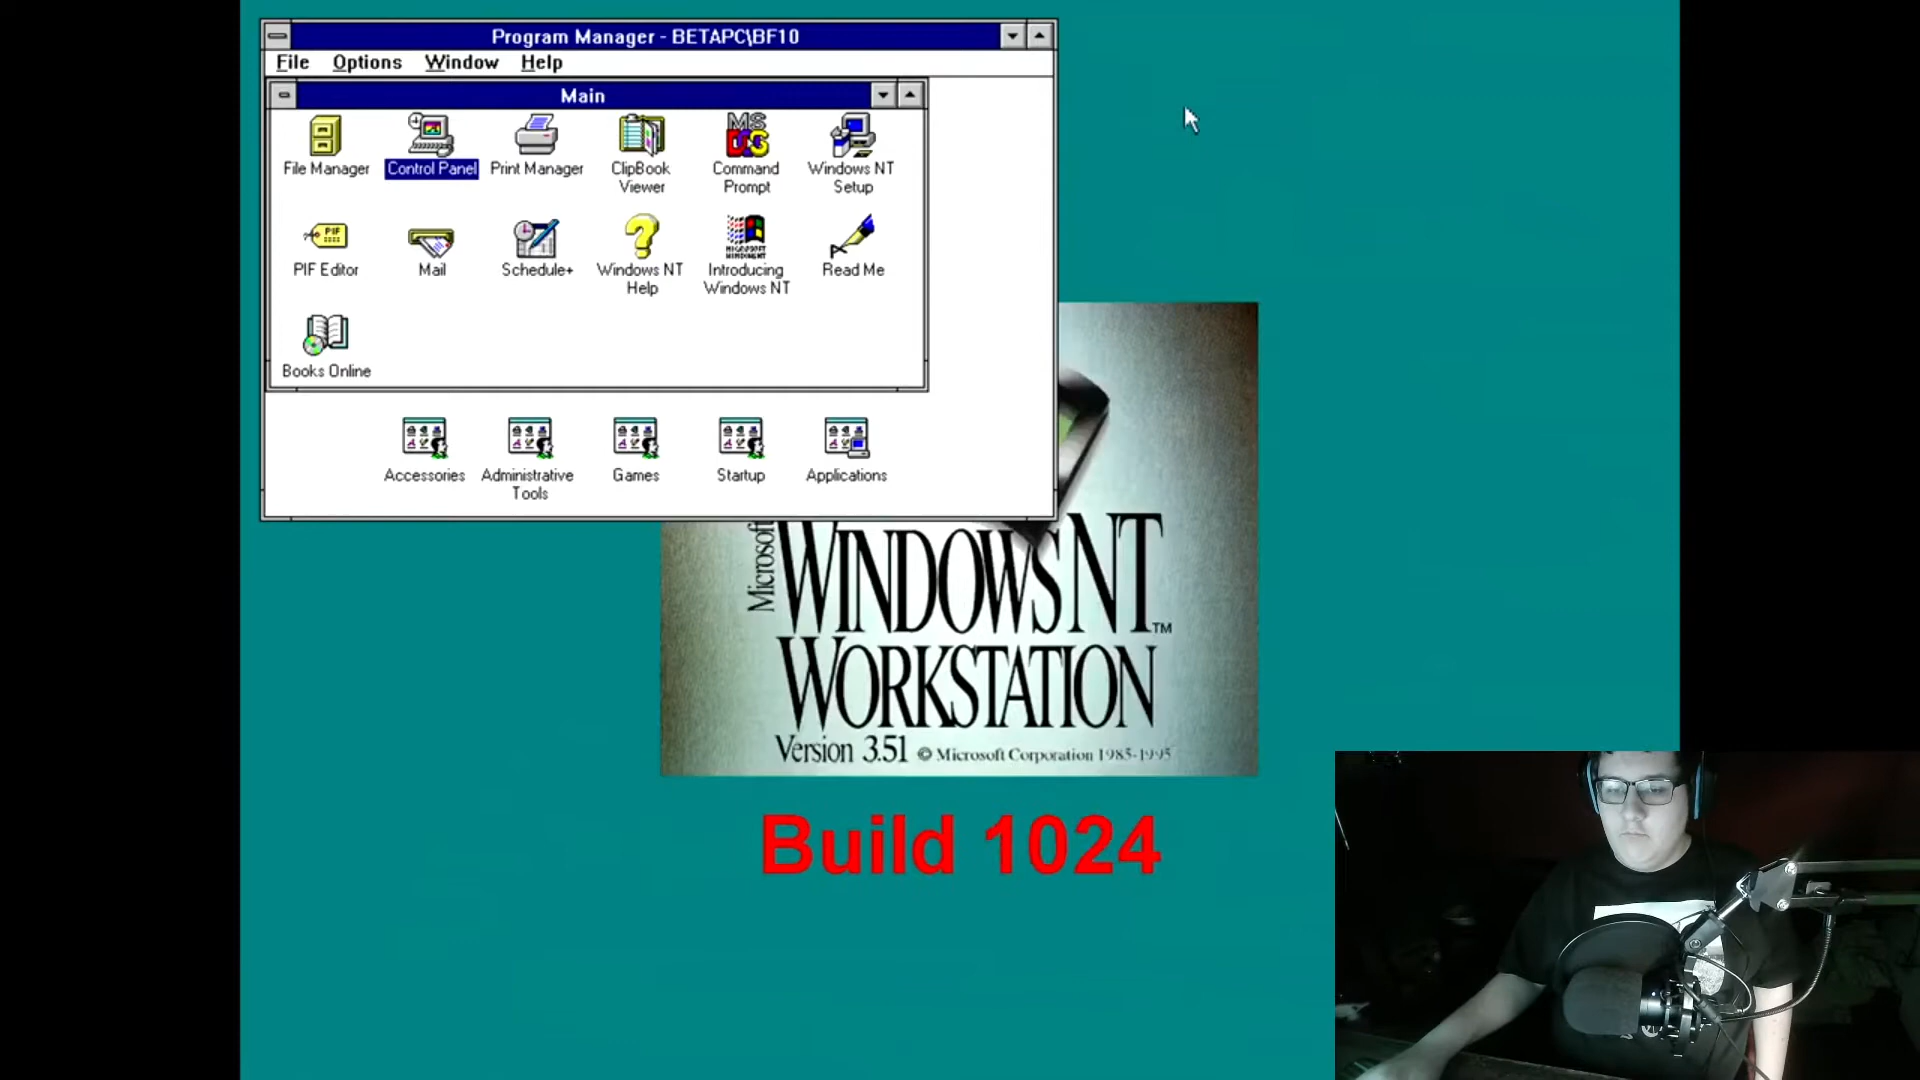 Program Manager - BETAPC\BF10
File Options Window Help
Main
File Manager
Control Panel
Print Manager
ClipBook
Viewer
Command
Prompt
Windows NT
Setup
PIF Editor
Mail
Schedule+
Windows NT
Help
Introducing
Windows NT
Read Me
Books Online
Accessories
Administrative
Tools
Games
Startup
Applications
Microsoft
WINDOWS NT™
WORKSTATION
Version 3.51 © Microsoft Corporation 1985-1995
Build 1024